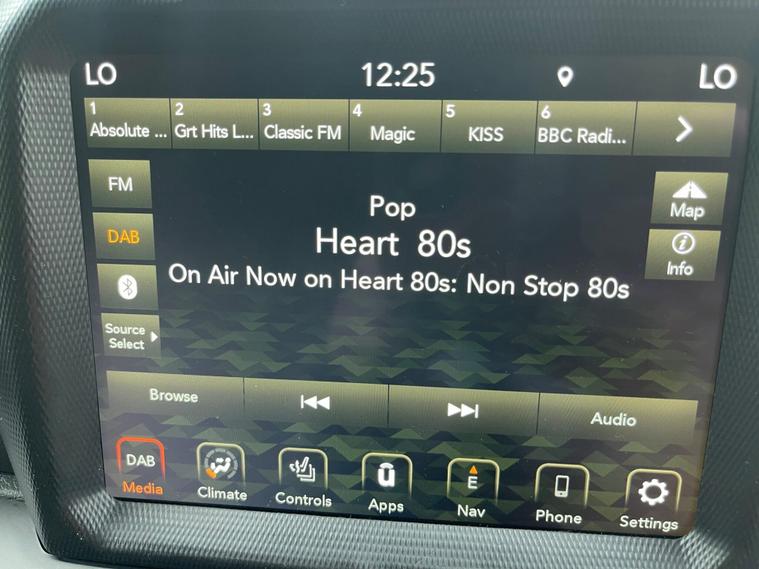 LO 12:25 LO
1 2 3 4 5 6
Absolute ... Grt Hits L... Classic FM Magic KISS BBC Radi...
FM
DAB
Source
Select
Pop
Heart 80s
On Air Now on Heart 80s: Non Stop 80s
Map
Info
Browse Audio
DAB û E
Media Climate Controls Apps Nav Phone Settings